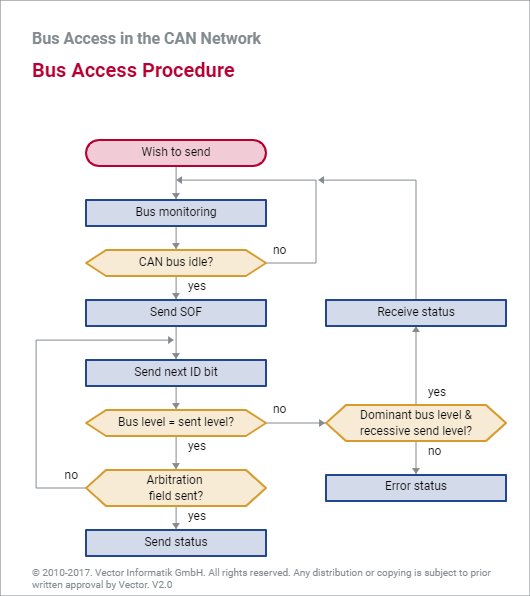 Bus Access in the CAN Network
Bus Access Procedure
Wish to send
Bus monitoring
no
CAN bus idle?
yes
Send SOF
Receive status
Send next ID bit
yes
no
Dominant bus level &
Bus level = sent level?
recessive send level?
yes
no
no
Arbitration
field sent?
Error status
yes
Send status
© 2010-2017. Vector Informatik GmbH. All rights reserved. Any distribution or copying is subject to prior
written approval by Vector. V2.0